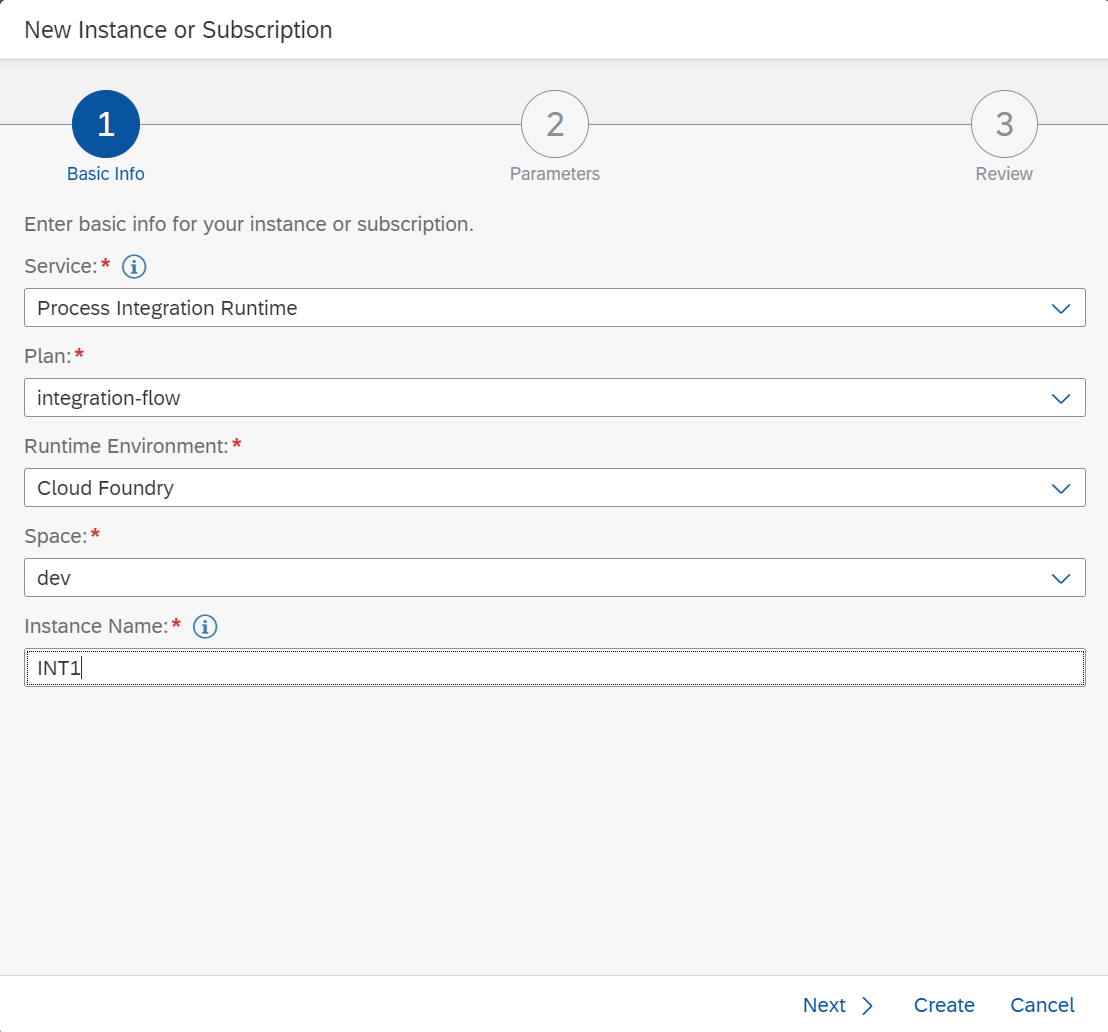 New Instance or Subscription
1
2
3
Basic Info
Parameters
Review
Enter basic info for your instance or subscription.
Service:*
Process Integration Runtime
Plan:*
integration-flow
Runtime Environment:*
Cloud Foundry
Space:*
dev
Instance Name:*
INT1
Next
Create
Cancel